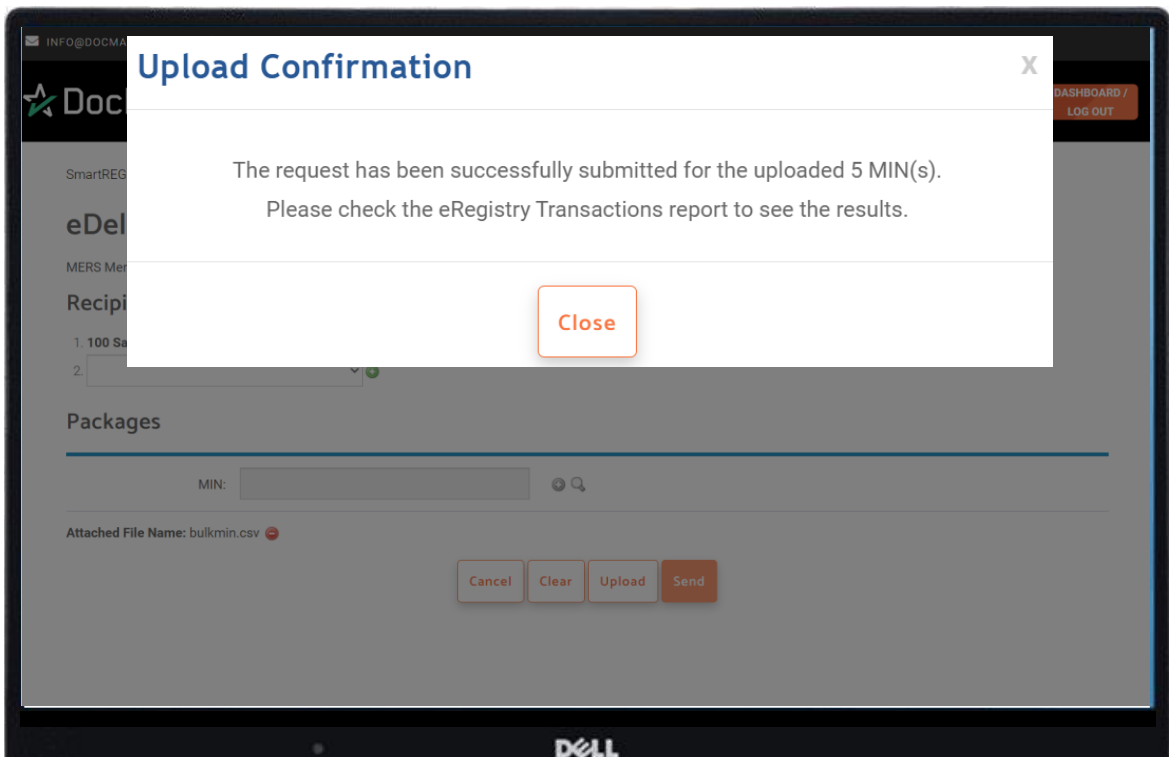 INFO@DOCMA
Upload Confirmation
X
Doc
DASHBOARD /
LOG OUT
The request has been successfully submitted for the uploaded 5 MIN(s).
Please check the eRegistry Transactions report to see the results.
SmartREG
eDel
MERS Mer
Recipi
Close
1. 100 Sa
2.
Packages
MIN:
Attached File Name: bulkmin.csv
Cancel Clear Upload Send
DELL